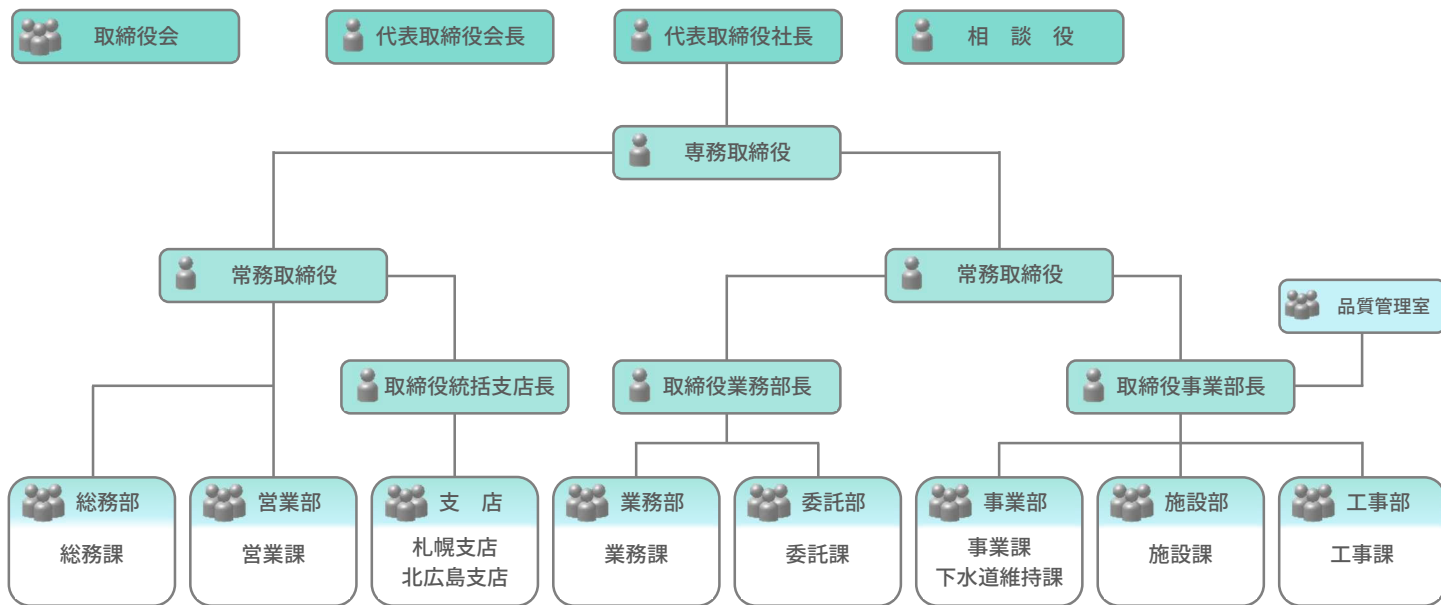 取締役会
代表取締役会長
代表取締役社長
相　談　役
専務取締役
常務取締役
常務取締役
品質管理室
取締役統括支店長
取締役業務部長
取締役事業部長
総務部
総務課
営業部
営業課
支　店
札幌支店
北広島支店
業務部
業務課
委託部
委託課
事業部
事業課
下水道維持課
施設部
施設課
工事部
工事課